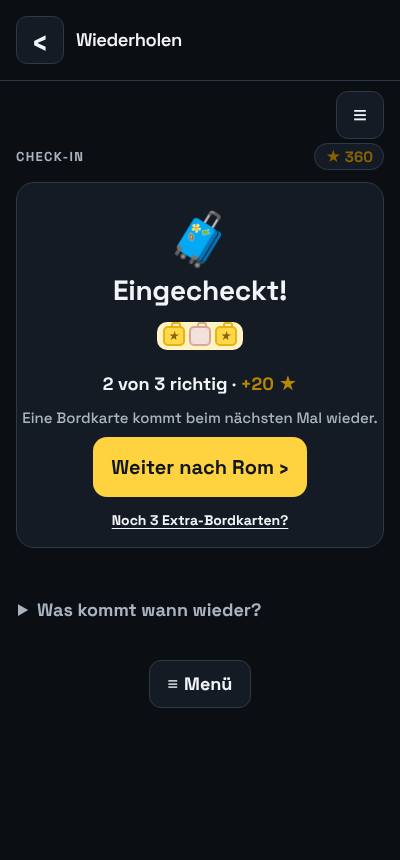 < Wiederholen
≡
CHECK-IN
★ 360
Eingecheckt!
2 von 3 richtig · +20 ★
Eine Bordkarte kommt beim nächsten Mal wieder.
Weiter nach Rom >
Noch 3 Extra-Bordkarten?
▶ Was kommt wann wieder?
≡ Menü